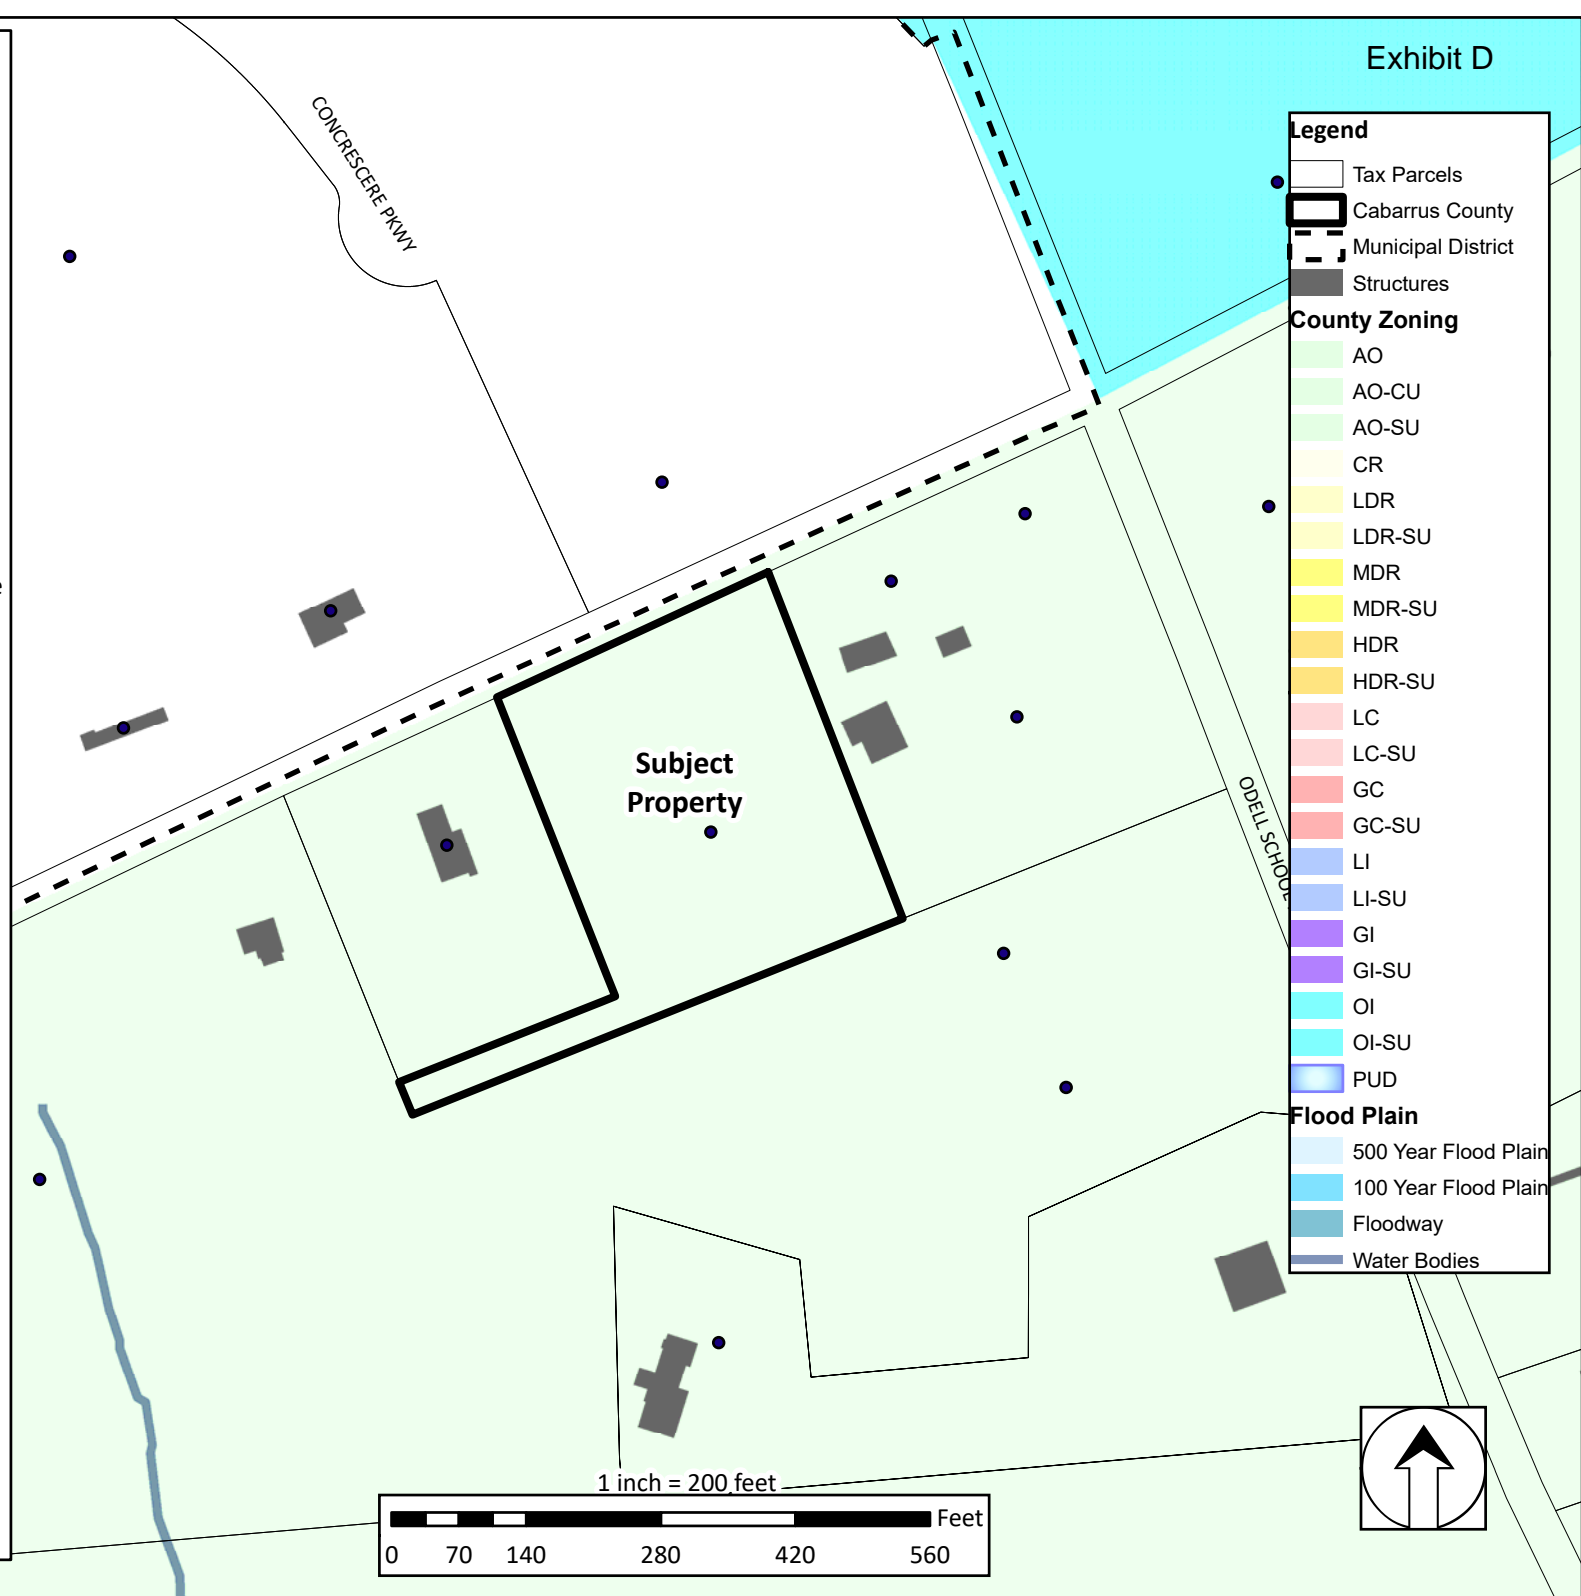 Exhibit D
CONCRESCERE PKWY
Legend
Tax Parcels
Cabarrus County
Municipal District
Structures
County Zoning
AO
AO-CU
AO-SU
CR
LDR
LDR-SU
MDR
MDR-SU
HDR
HDR-SU
LC
LC-SU
GC
GC-SU
LI
LI-SU
GI
GI-SU
OI
OI-SU
PUD
Flood Plain
500 Year Flood Plain
100 Year Flood Plain
Floodway
Water Bodies
Subject
Property
ODELL SCHOOL
1 inch = 200 feet
Feet
0 70 140 280 420 560